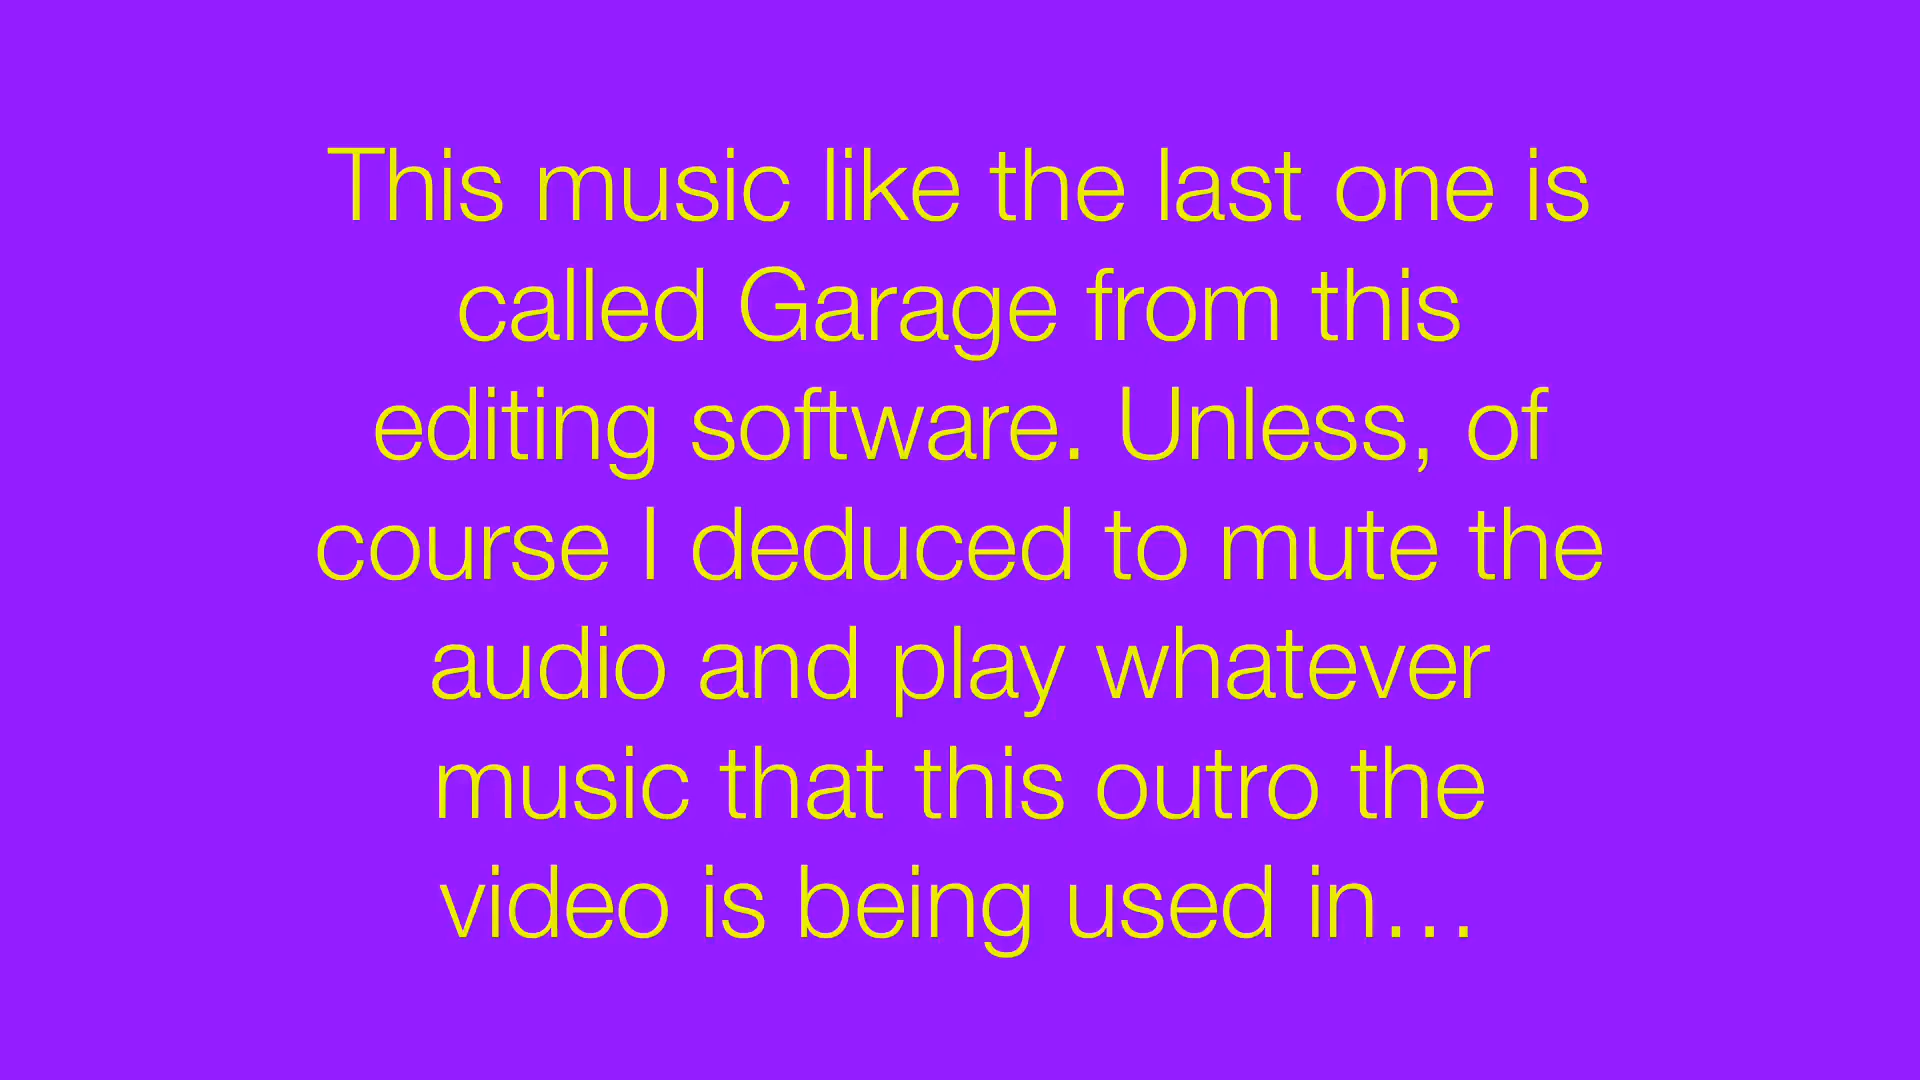 This music like the last one is
called Garage from this
editing software. Unless, of
course I deduced to mute the
audio and play whatever
music that this outro the
video is being used in...